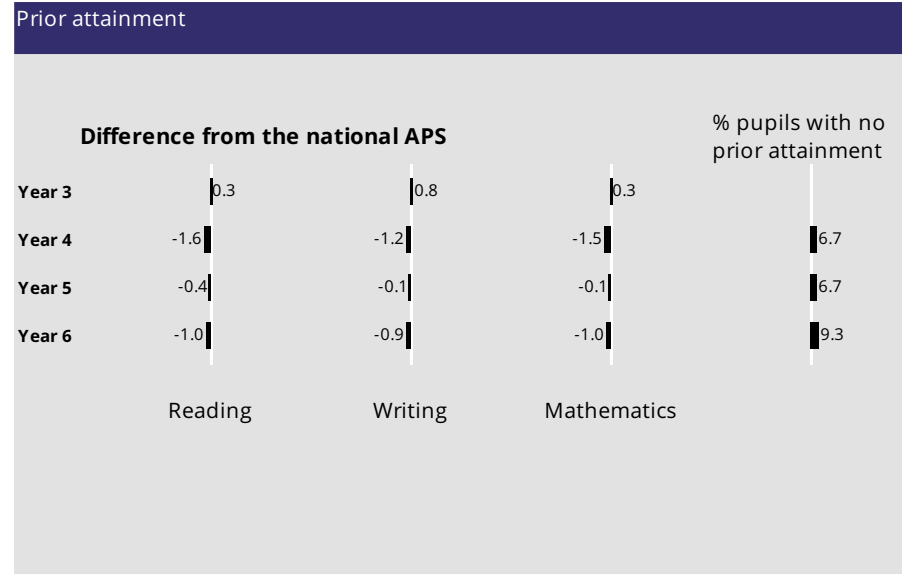 Prior attainment
Difference from the national APS
% pupils with no
prior attainment
Year 3 0.3 0.8 0.3
Year 4 -1.6 -1.2 -1.5 6.7
Year 5 -0.4 -0.1 -0.1 6.7
Year 6 -1.0 -0.9 -1.0 9.3
Reading Writing Mathematics